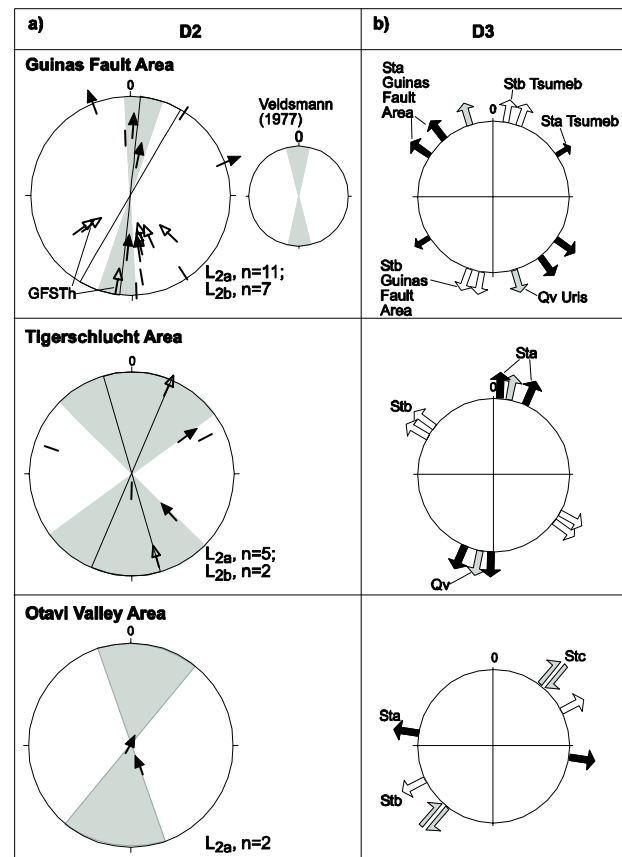 a)
D2
b)
D3
Guinas Fault Area
0
Veldsmann
(1977)
0
GFSTh
L2a, n=11;
L2b, n=7
Sta
Guinas
Fault
Area
0
Stb Tsumeb
Sta Tsumeb
Stb
Guinas
Fault
Area
Qv Uris
Tigerschlucht Area
0
L2a, n=5;
L2b, n=2
Sta
0
Stb
Qv
Otavi Valley Area
0
L2a, n=2
0
Stc
Sta
Stb